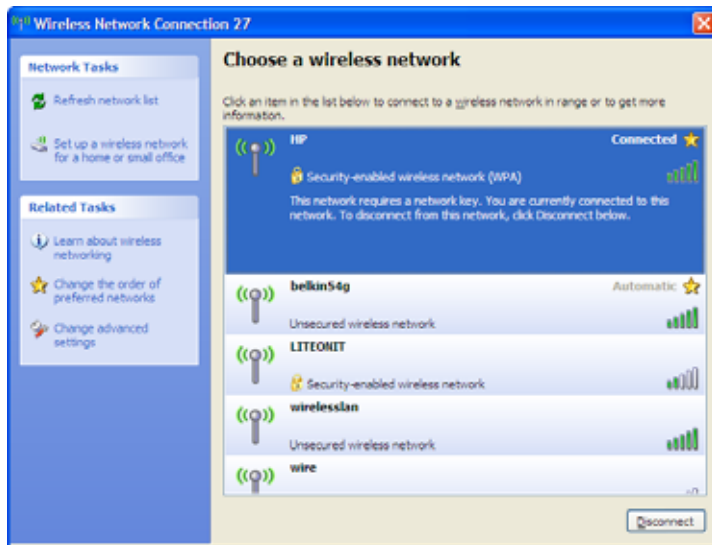 Wireless Network Connection 27
Network Tasks
Refresh network list
Set up a wireless network
for a home or small office
Related Tasks
Learn about wireless
networking
Change the order of
preferred networks
Change advanced
settings
Choose a wireless network
Click an item in the list below to connect to a wireless network in range or to get more
information.
HP Connected
Security-enabled wireless network (WPA)
This network requires a network key. You are currently connected to this
network. To disconnect from this network, click Disconnect below.
belkin54g Automatic
Unsecured wireless network
LITEONIT
Security-enabled wireless network
wirelesslan
Unsecured wireless network
wire
Disconnect